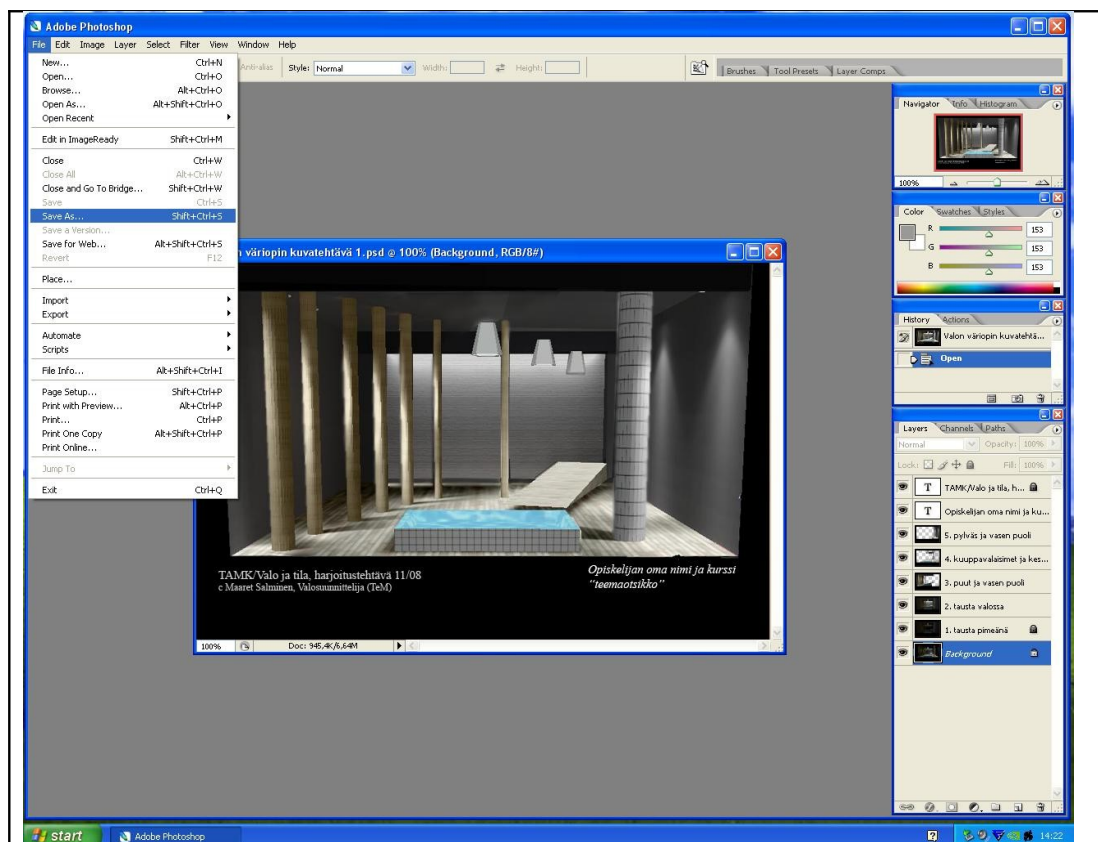 Adobe Photoshop
File Edit Image Layer Select Filter View Window Help
Anti-alias Style: Normal Width: Height:
Brushes Tool Presets Layer Comps
New... Ctrl+N
Open... Ctrl+O
Browse... Alt+Ctrl+O
Open As... Alt+Shift+Ctrl+O
Open Recent
Edit in ImageReady Shift+Ctrl+M
Close Ctrl+W
Close All Alt+Ctrl+W
Close and Go To Bridge... Shift+Ctrl+W
Save Ctrl+S
Save As... Shift+Ctrl+S
Save a Version...
Save for Web... Alt+Shift+Ctrl+S
Revert F12
Place...
Import
Export
Automate
Scripts
File Info... Alt+Shift+Ctrl+I
Page Setup... Shift+Ctrl+P
Print with Preview... Alt+Ctrl+P
Print... Ctrl+P
Print One Copy Alt+Shift+Ctrl+P
Print Online...
Jump To
Exit Ctrl+Q
n väriopin kuvatehtävä 1.psd @ 100% (Background, RGB/8#)
TAMK/Valo ja tila, harjoitustehtävä 11/08
c Maaret Salminen, Valosuunnittelija (TeM)
Opiskelijan oma nimi ja kurssi
"teemaotsikko"
100% Doc: 945,4K/6,64M
Navigator Info Histogram
100%
Color Swatches Styles
R 153
G 153
B 153
History Actions
Valon väriopin kuvatehtä...
Open
Layers Channels Paths
Normal Opacity: 100%
Lock: Fill: 100%
T TAMK/Valo ja tila, h...
T Opiskelijan oma nimi ja ku...
5. pylväs ja vasen puoli
4. kuuppavalaisimet ja kes...
3. puut ja vasen puoli
2. tausta valossa
1. tausta pimeänä
Background
start Adobe Photoshop 14:22